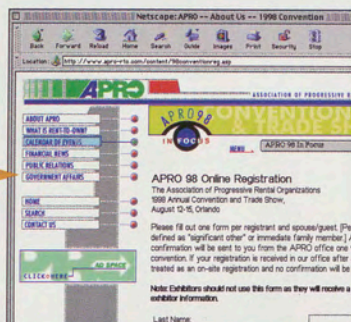 Netscape: APRO -- About Us -- 1998 Convention
Back Forward Reload Home Search Guide Images Print Security Stop
Location: http://www.apro-rto.com/content/98conventionreg.asp
APRO
ASSOCIATION OF PROGRESSIVE R
ABOUT APRO
WHAT IS RENT-TO-OWN?
CALENDAR OF EVENTS
FINANCIAL NEWS
PUBLIC RELATIONS
GOVERNMENT AFFAIRS
HOME
SEARCH
CONTACT US
AD SPACE
CLICK HERE
APRO98
IN FOCUS
CONVENTION
TRADE SH
MENU
APRO 98 In Focus
APRO 98 Online Registration
The Association of Progressive Rental Organizations
1998 Annual Convention and Trade Show,
August 12-15, Orlando
Please fill out one form per registrant and spouse/guest. [Pe
defined as "significant other" or immediate family member.] A
confirmation will be sent to you from the APRO office one
convention. If your registration is received in our office after
treated as an on-site registration and no confirmation will be
Note: Exhibitors should not use this form as they will receive a
exhibitor information.
Last Name: